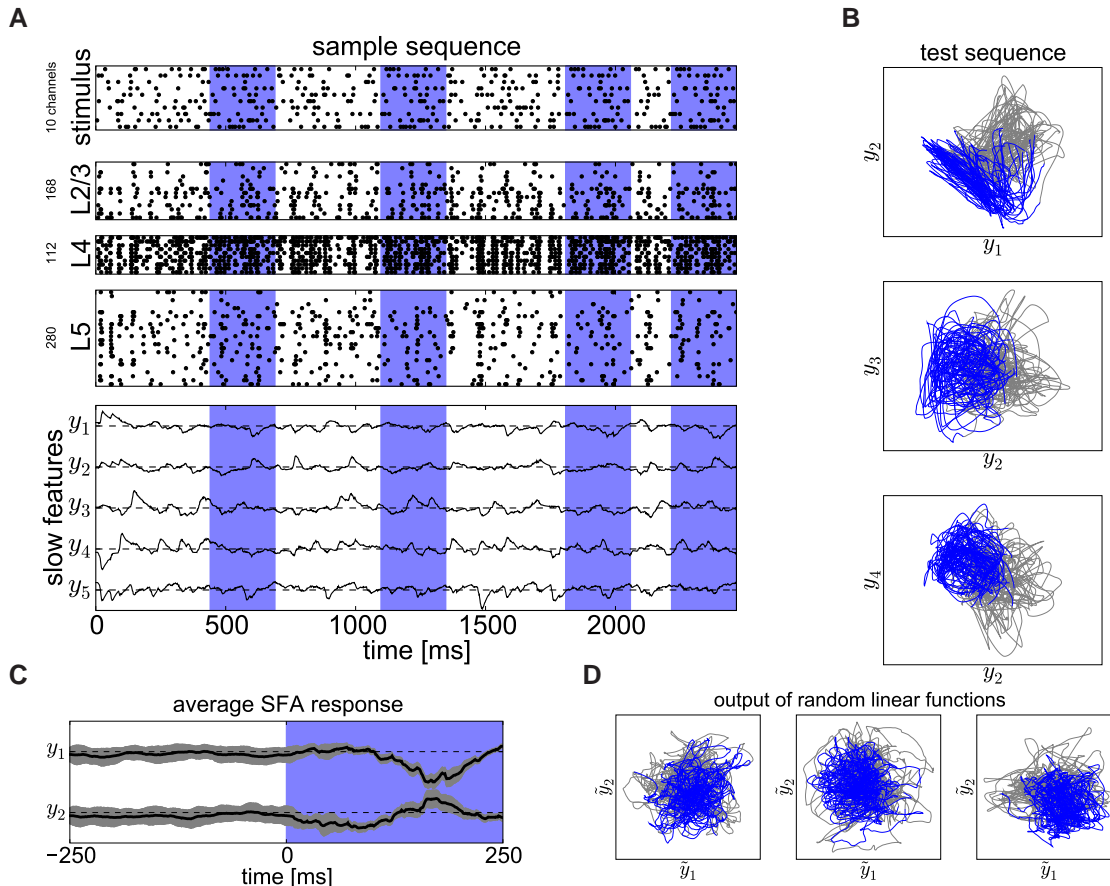 A
sample sequence
10 channels
stimulus
168
L2/3
112
L4
280
L5
slow features
y1
y2
y3
y4
y5
0
500
1000
1500
2000
time [ms]
B
test sequence
y2
y1
y3
y2
y4
y2
C
average SFA response
y1
y2
−250
0
250
time [ms]
D
output of random linear functions
ỹ2
ỹ1
ỹ2
ỹ1
ỹ2
ỹ1